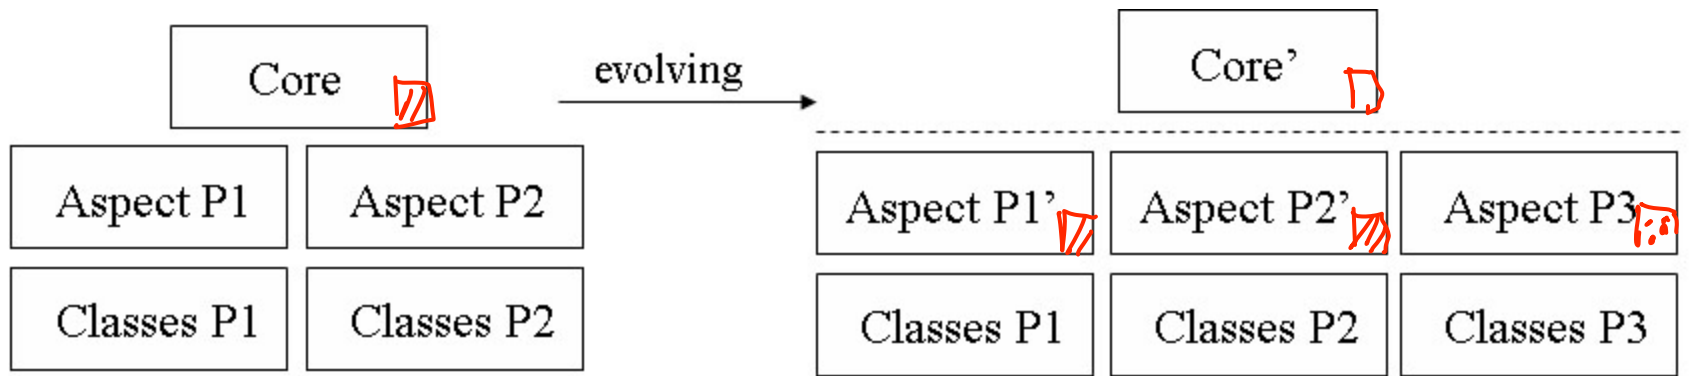 Core
evolving
Core’
Aspect P1
Aspect P2
Aspect P1’
Aspect P2’
Aspect P3
Classes P1
Classes P2
Classes P1
Classes P2
Classes P3